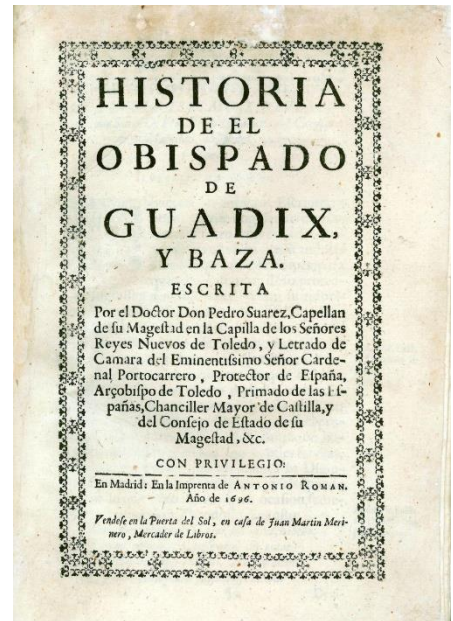 HISTORIA
DE EL
OBISPADO
DE
GUADIX,
Y BAZA.
ESCRITA
Por el Doctor Don Pedro Suarez, Capellan
de ſu Mageſtad en la Capilla de los Señores
Reyes Nuevos de Toledo, y Letrado de
Camara del Eminentiſsimo Señor Carde-
nal Portocarrero, Protector de Eſpaña,
Arçobiſpo de Toledo, Primado de las Eſ-
pañas, Chanciller Mayor de Caſtilla, y
del Conſejo de Eſtado de ſu
Mageſtad, &c.
CON PRIVILEGIO:
En Madrid: En la Imprenta de ANTONIO ROMAN.
Año de 1696.
Vendeſe en la Puerta del Sol, en caſa de Juan Martin Meri-
nero, Mercader de Libros.